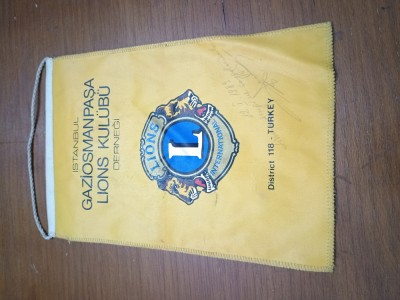 İSTANBUL
GAZİOSMANPAŞA
LIONS KULÜBÜ
DERNEĞİ
L
LIONS
INTERNATIONAL
District 118 - TURKEY